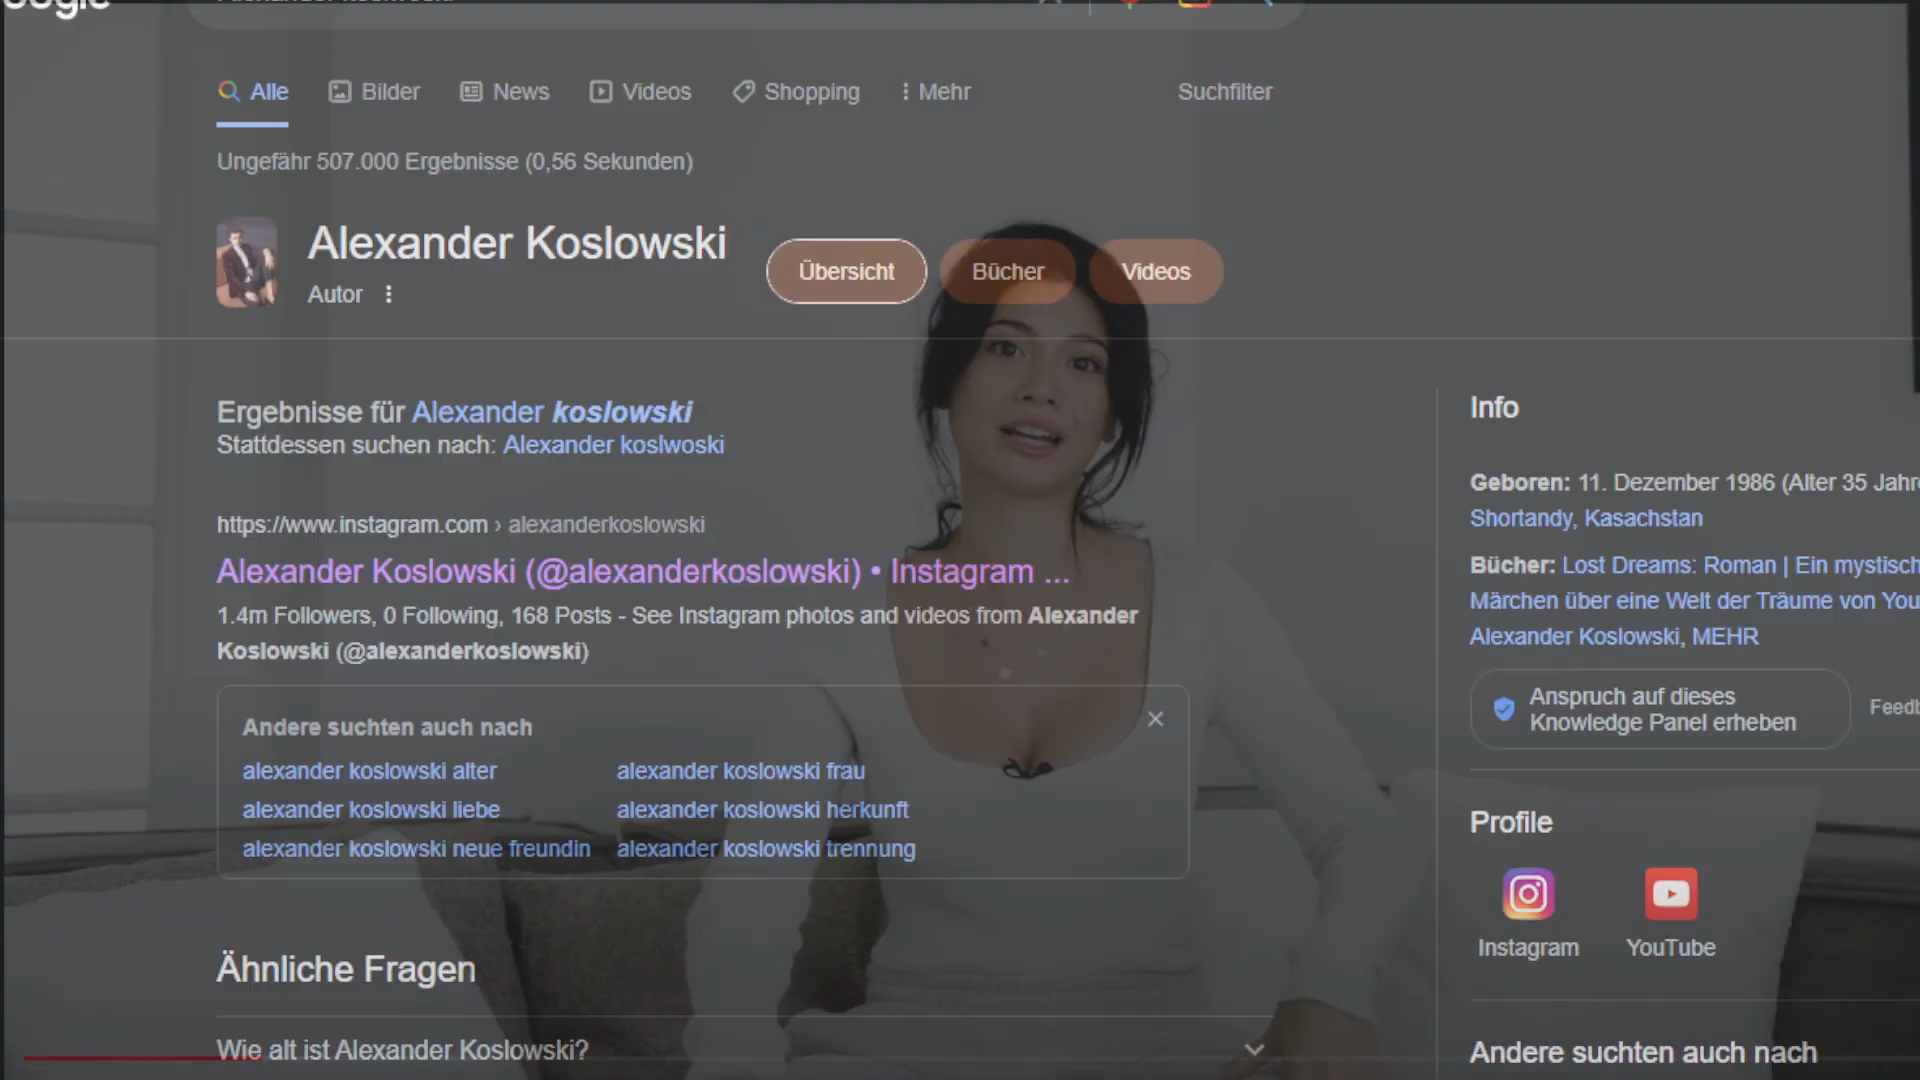 Alle Bilder News Videos Shopping Mehr Suchfilter
Ungefähr 507.000 Ergebnisse (0,56 Sekunden)
Alexander Koslowski
Autor
Übersicht Bücher Videos
Ergebnisse für Alexander koslowski
Stattdessen suchen nach: Alexander koslwoski
https://www.instagram.com › alexanderkoslowski
Alexander Koslowski (@alexanderkoslowski) • Instagram ...
1.4m Followers, 0 Following, 168 Posts - See Instagram photos and videos from Alexander
Koslowski (@alexanderkoslowski)
Andere suchten auch nach
alexander koslowski alter alexander koslowski frau
alexander koslowski liebe alexander koslowski herkunft
alexander koslowski neue freundin alexander koslowski trennung
Ähnliche Fragen
Wie alt ist Alexander Koslowski?
Info
Geboren: 11. Dezember 1986 (Alter 35 Jahre
Shortandy, Kasachstan
Bücher: Lost Dreams: Roman | Ein mystisch
Märchen über eine Welt der Träume von You
Alexander Koslowski, MEHR
Anspruch auf dieses
Knowledge Panel erheben
Feedb
Profile
Instagram YouTube
Andere suchten auch nach